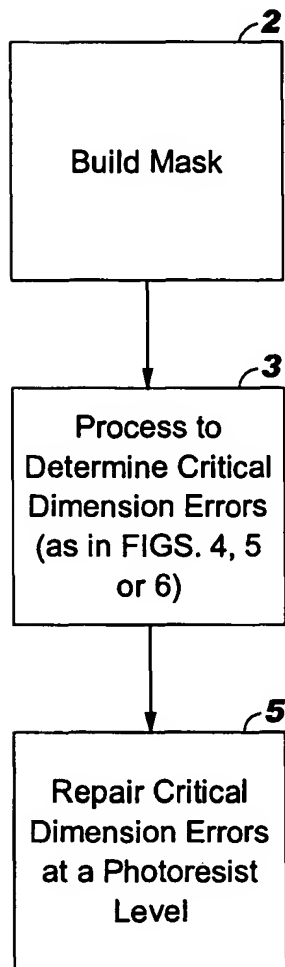 2
Build Mask
3
Process to
Determine Critical
Dimension Errors
(as in FIGS. 4, 5
or 6)
5
Repair Critical
Dimension Errors
at a Photoresist
Level